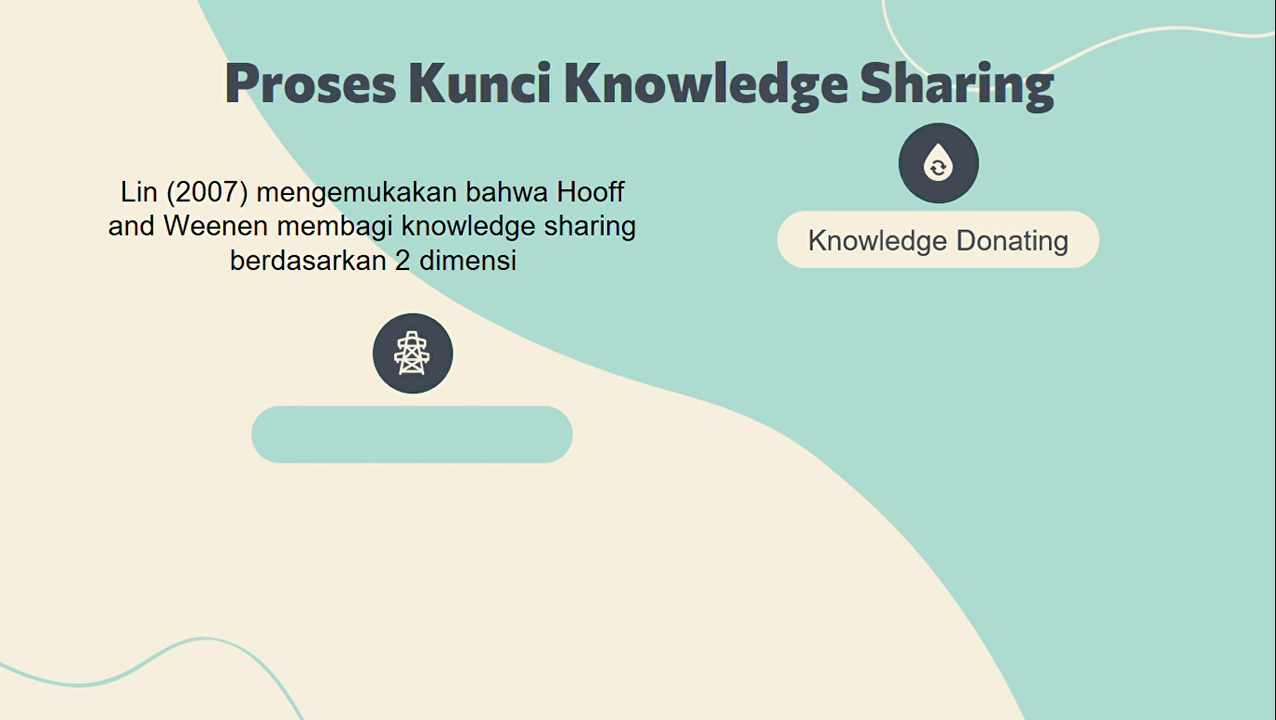 Proses Kunci Knowledge Sharing
Lin (2007) mengemukakan bahwa Hooff
and Weenen membagi knowledge sharing
berdasarkan 2 dimensi
Knowledge Donating